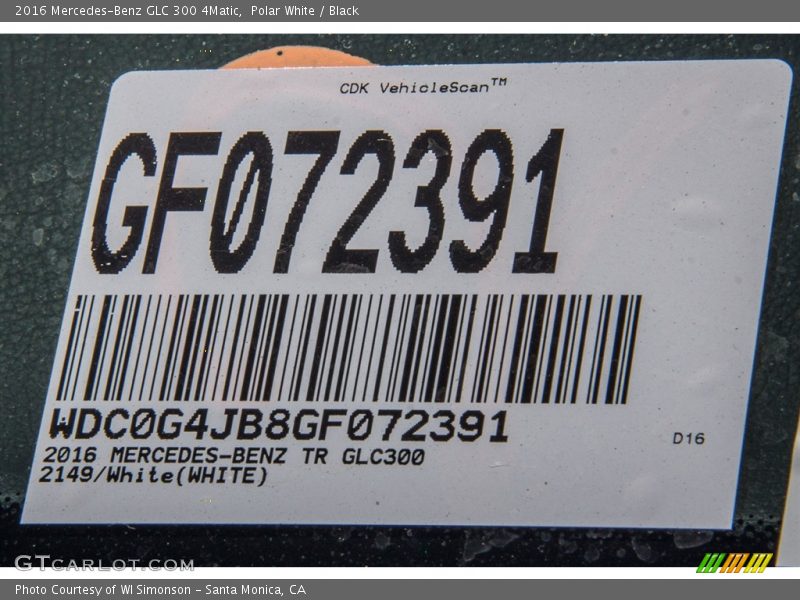 2016 Mercedes-Benz GLC 300 4Matic, Polar White / Black
CDK VehicleScan™
GF072391
WDC0G4JB8GF072391
D16
2016 MERCEDES-BENZ TR GLC300
2149/White(WHITE)
GTCARLOT.COM
Photo Courtesy of WI Simonson - Santa Monica, CA